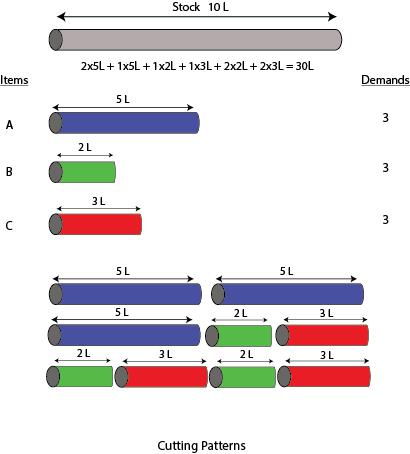 Stock 10 L
2x5L + 1x5L + 1x2L + 1x3L + 2x2L + 2x3L = 30L
Items Demands
5 L
A 3
2 L
B 3
3 L
C 3
5 L 5 L
5 L 2 L 3 L
2 L 3 L 2 L 3 L
Cutting Patterns